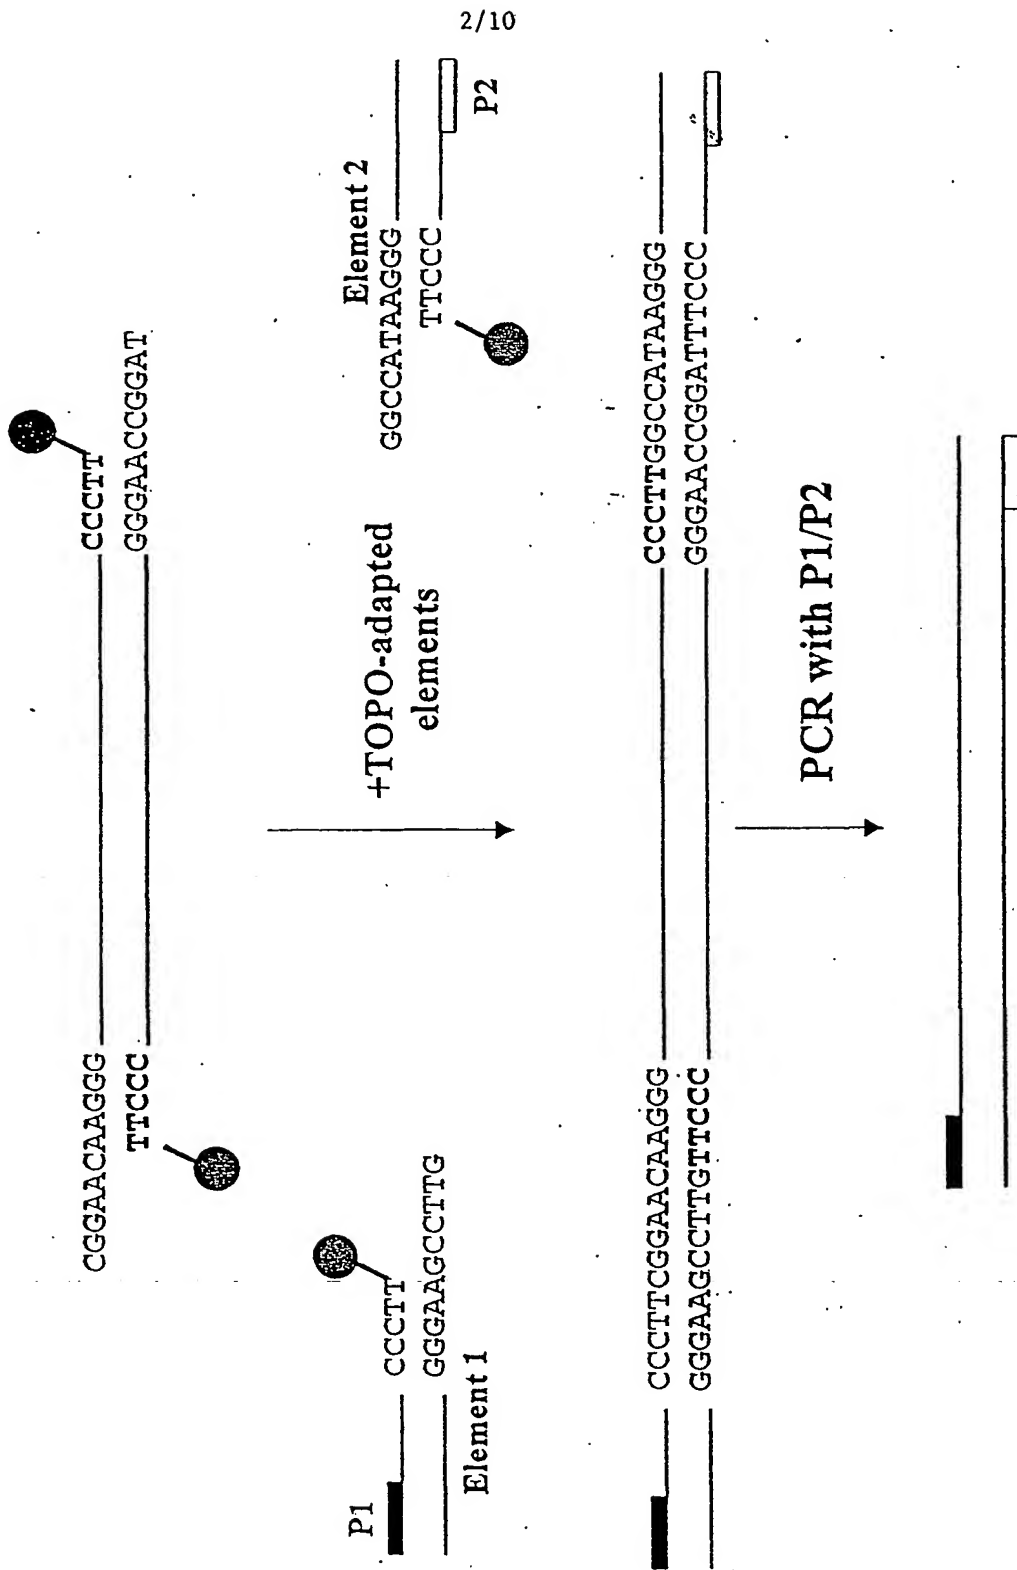 2/10
CGGAACAAGGG
CCCTT
TTCCC
GGGAACCGGAT
+TOPO-adapted
elements
P1
CCCTT
GGGAAGCCTTG
Element 1
Element 2
GGCCATAAGGG
TTCCC
P2
CCCTTCGGAACAAGGG
CCCTTGGCCATAAGGG
GGGAAGCCTTGTTCCC
GGGAACCGGATTTCCC
PCR with P1/P2